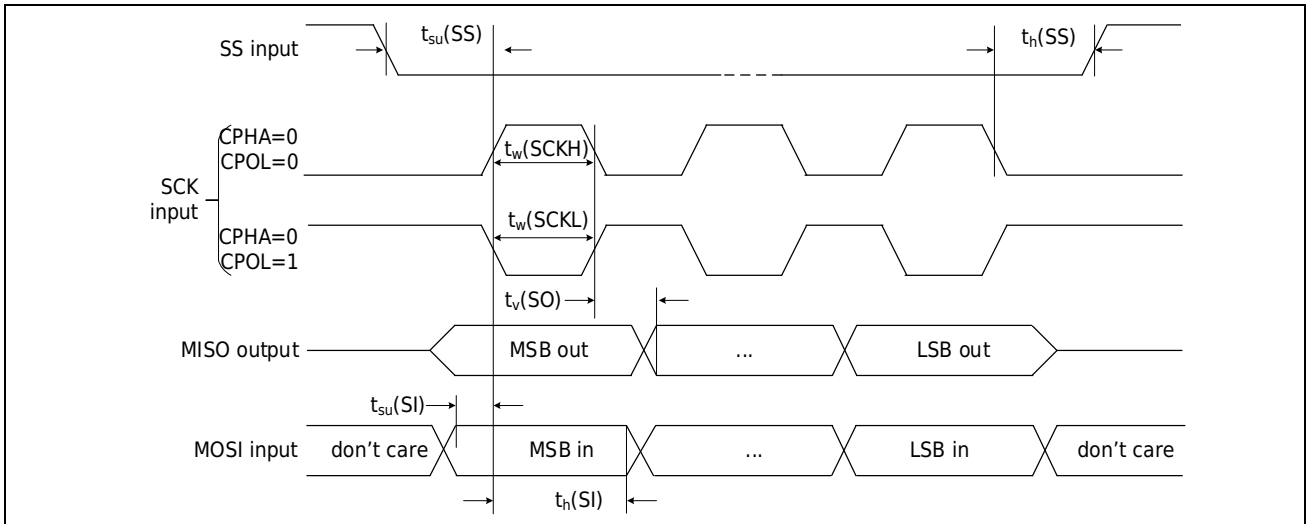 SS input
tsu(SS)
th(SS)
SCK input
CPHA=0
CPOL=0
tw(SCKH)
CPHA=0
CPOL=1
tw(SCKL)
tv(SO)
MISO output
MSB out
...
LSB out
tsu(SI)
MOSI input
don't care
MSB in
...
LSB in
don't care
th(SI)